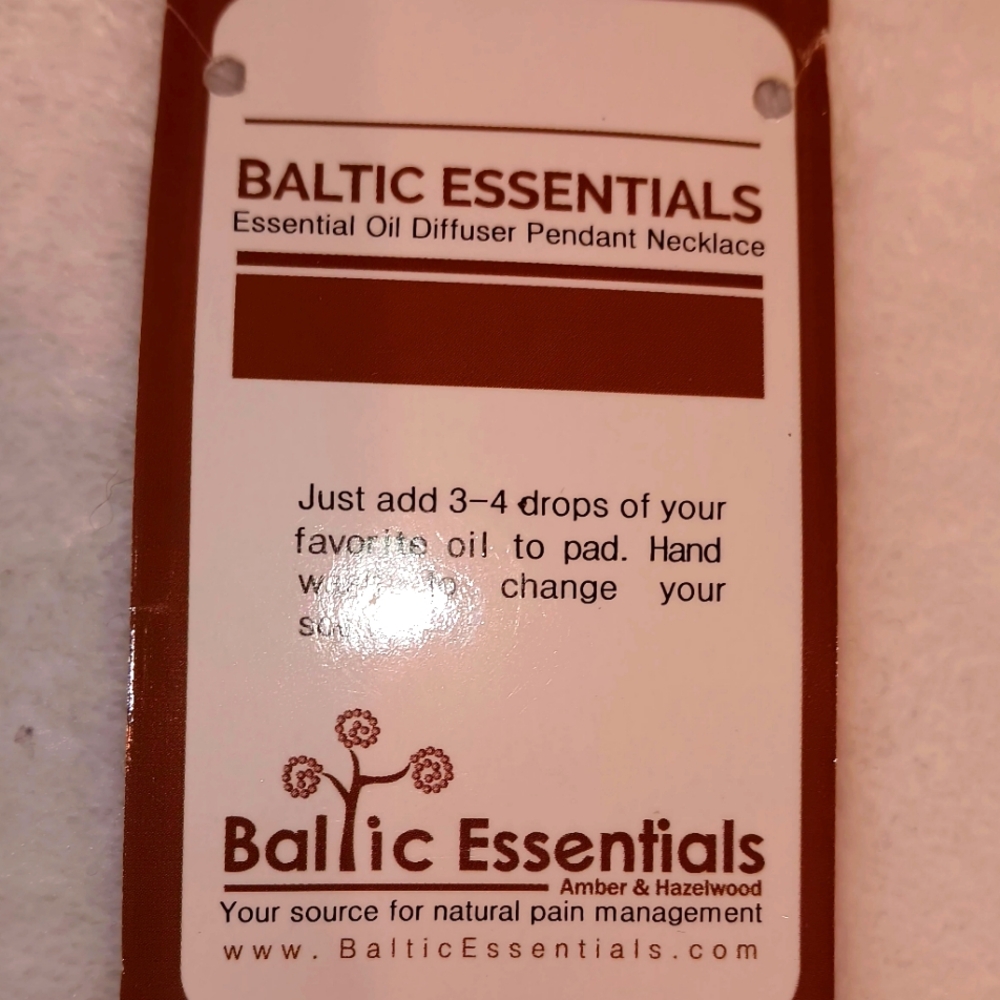 BALTIC ESSENTIALS
Essential Oil Diffuser Pendant Necklace
Just add 3–4 drops of your
favorite oil to pad. Hand
to change your
Baltic Essentials
Amber & Hazelwood
Your source for natural pain management
www.BalticEssentials.com